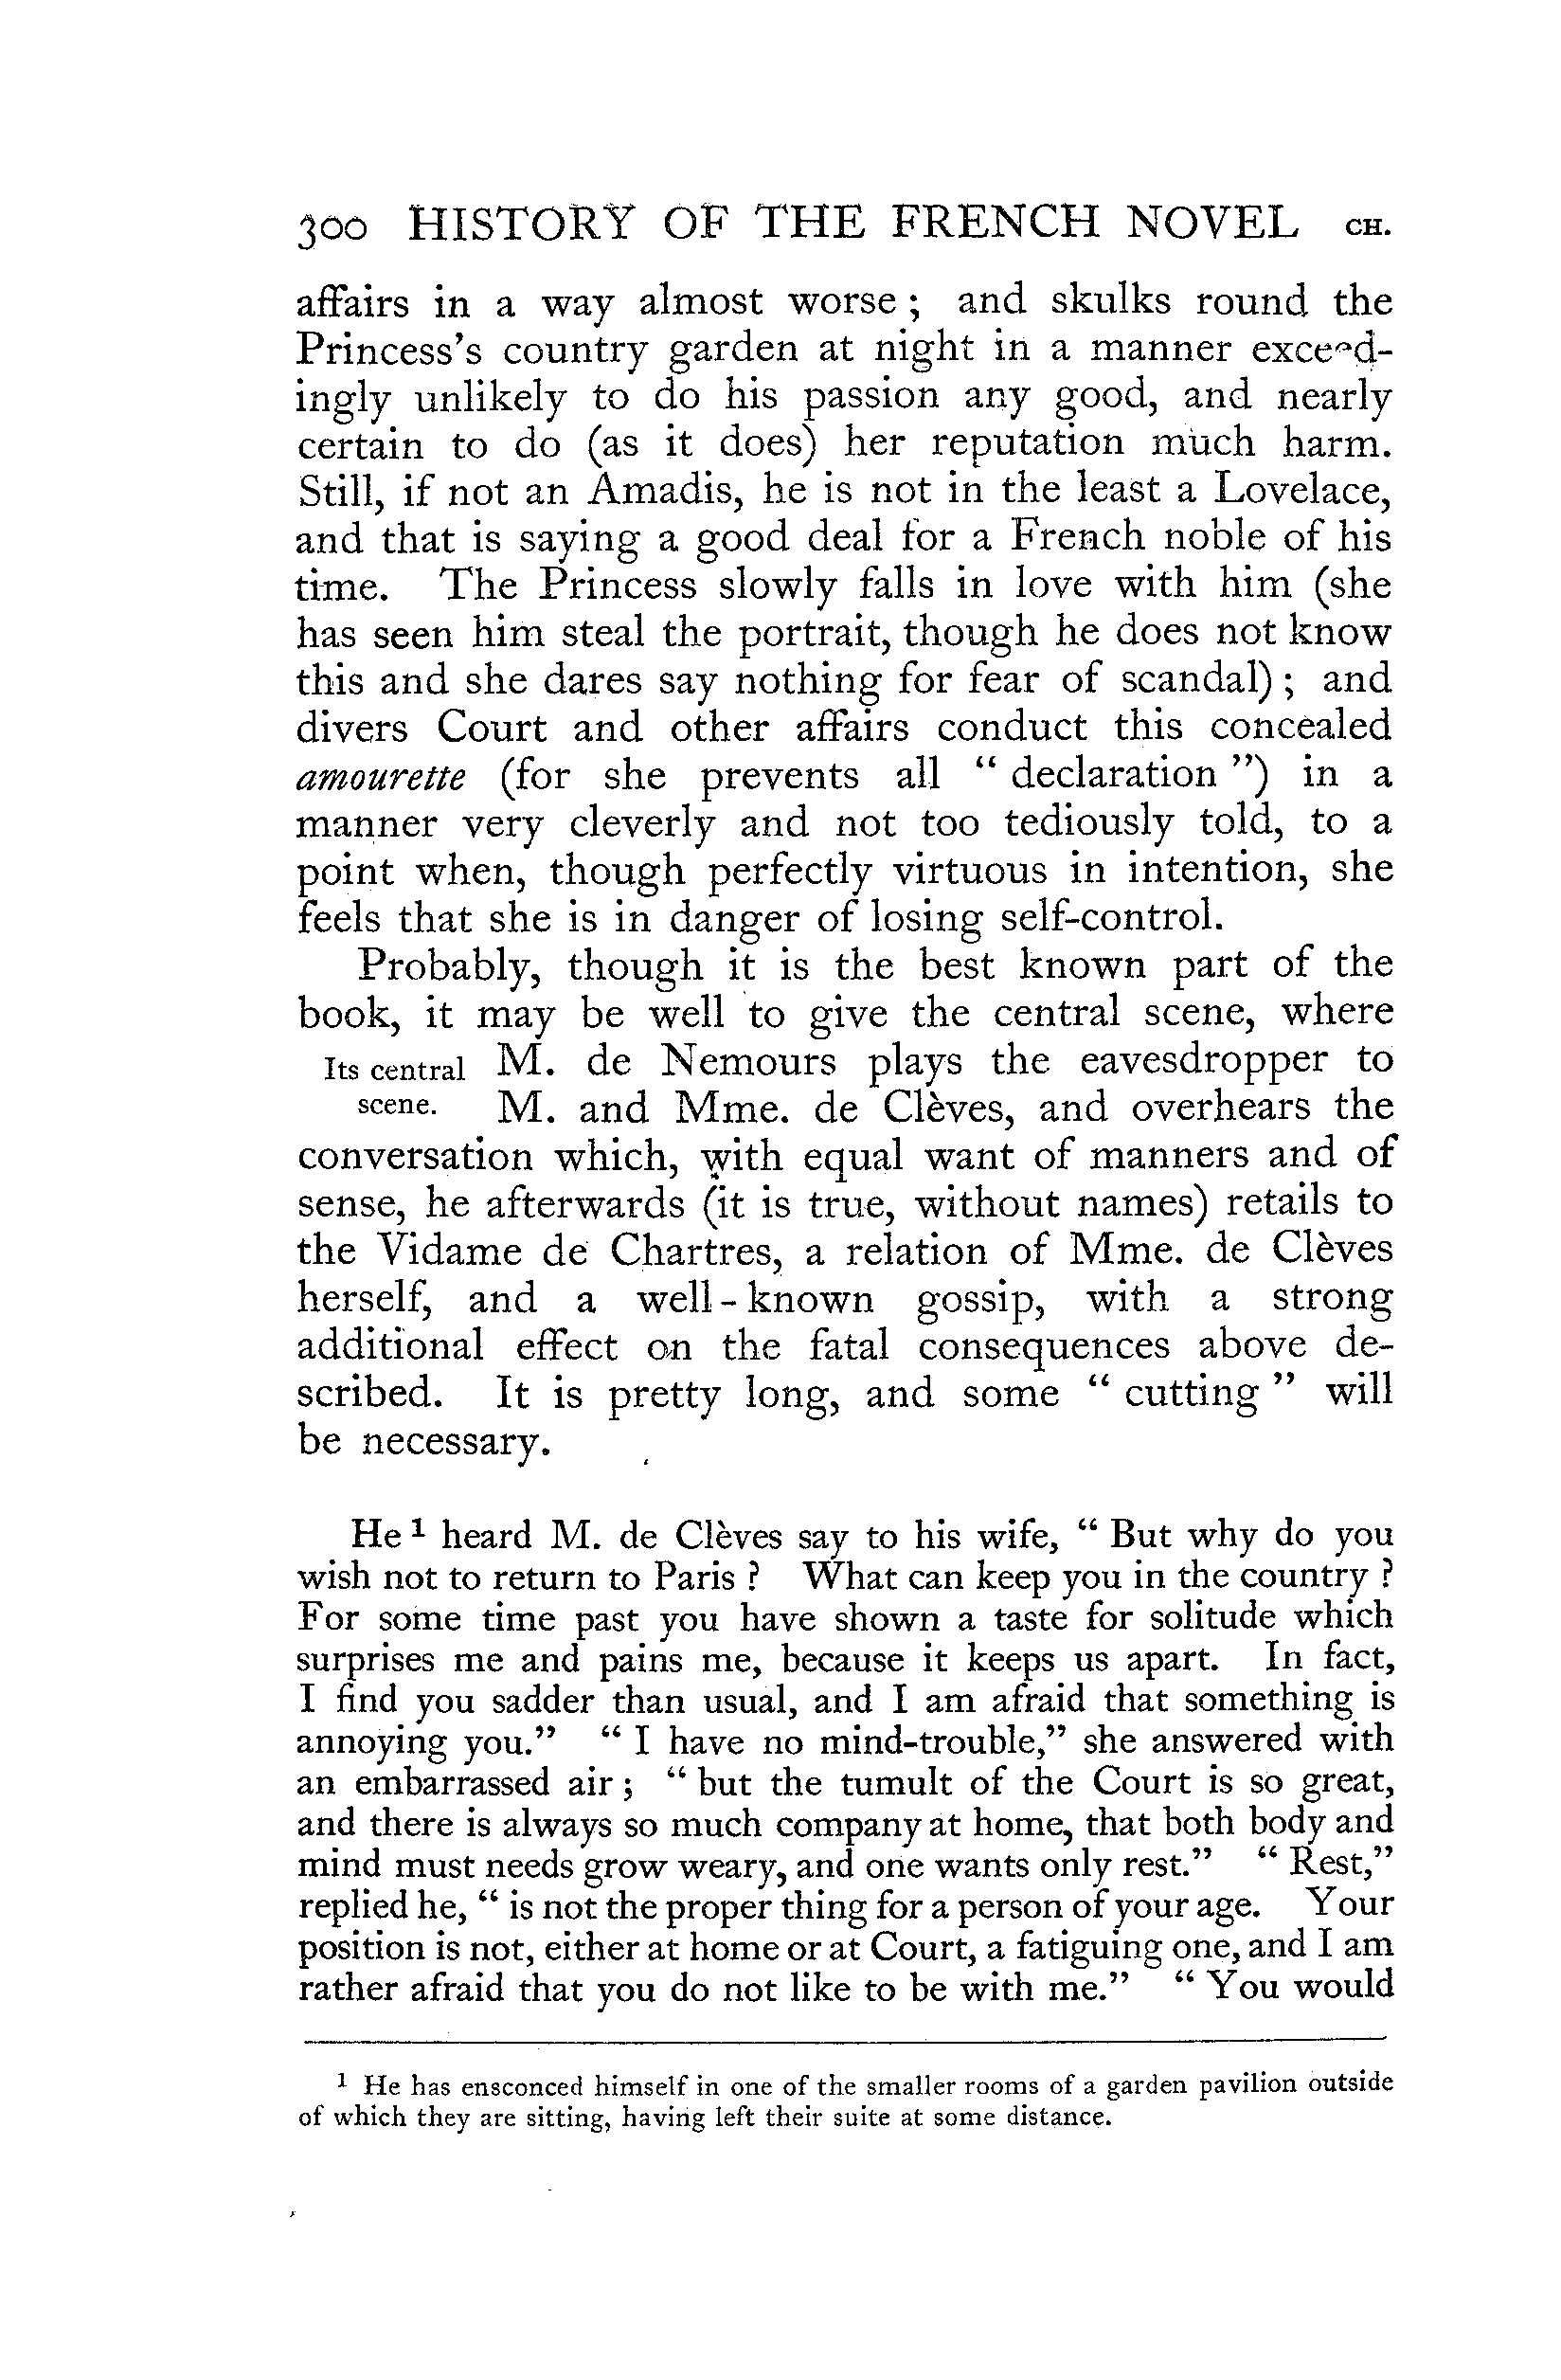 300 HISTORY OF THE FRENCH NOVEL CH.
affairs in a way almost worse ; and skulks round the
Princess's country garden at night in a manner exceed-
ingly unlikely to do his passion any good, and nearly
certain to do (as it does) her reputation much harm.
Still, if not an Amadis, he is not in the least a Lovelace,
and that is saying a good deal for a French noble of his
time. The Princess slowly falls in love with him (she
has seen him steal the portrait, though he does not know
this and she dares say nothing for fear of scandal) ; and
divers Court and other affairs conduct this concealed
amourette (for she prevents all “ declaration ”) in a
manner very cleverly and not too tediously told, to a
point when, though perfectly virtuous in intention, she
feels that she is in danger of losing self-control.
Probably, though it is the best known part of the
book, it may be well to give the central scene, where
Its central M. de Nemours plays the eavesdropper to
scene. M. and Mme. de Clèves, and overhears the
conversation which, with equal want of manners and of
sense, he afterwards (it is true, without names) retails to
the Vidame de Chartres, a relation of Mme. de Clèves
herself, and a well-known gossip, with a strong
additional effect on the fatal consequences above de-
scribed. It is pretty long, and some “ cutting ” will
be necessary.
He ¹ heard M. de Clèves say to his wife, “ But why do you
wish not to return to Paris ? What can keep you in the country ?
For some time past you have shown a taste for solitude which
surprises me and pains me, because it keeps us apart. In fact,
I find you sadder than usual, and I am afraid that something is
annoying you.” “ I have no mind-trouble,” she answered with
an embarrassed air ; “ but the tumult of the Court is so great,
and there is always so much company at home, that both body and
mind must needs grow weary, and one wants only rest.” “ Rest,”
replied he, “ is not the proper thing for a person of your age. Your
position is not, either at home or at Court, a fatiguing one, and I am
rather afraid that you do not like to be with me.” “ You would
¹ He has ensconced himself in one of the smaller rooms of a garden pavilion outside
of which they are sitting, having left their suite at some distance.